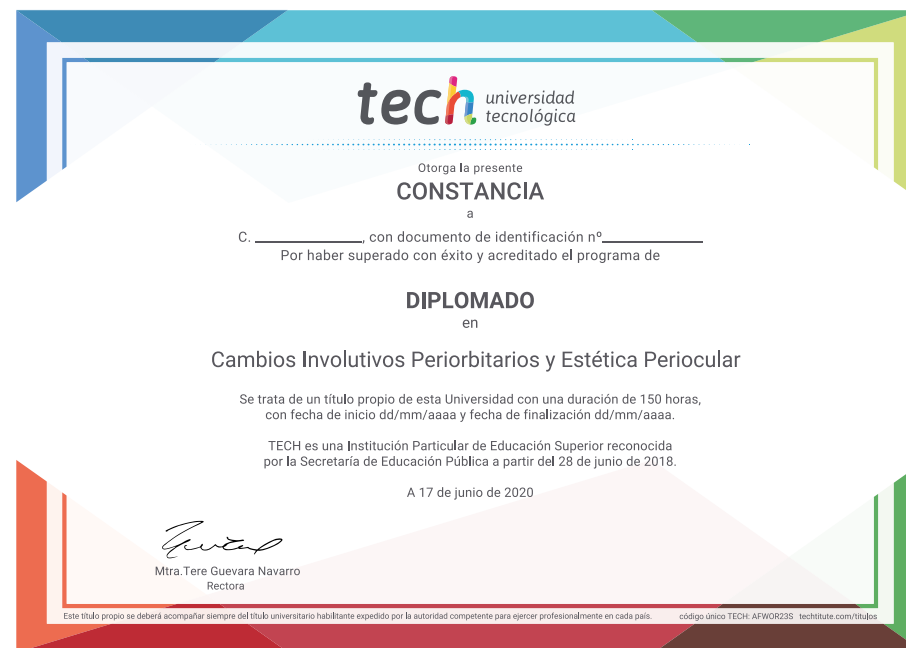 tech universidad
tecnológica
Otorga la presente
CONSTANCIA
a
C. ____________, con documento de identificación nº____________
Por haber superado con éxito y acreditado el programa de
DIPLOMADO
en
Cambios Involutivos Periorbitarios y Estética Periocular
Se trata de un título propio de esta Universidad con una duración de 150 horas,
con fecha de inicio dd/mm/aaaa y fecha de finalización dd/mm/aaaa.
TECH es una Institución Particular de Educación Superior reconocida
por la Secretaría de Educación Pública a partir del 28 de junio de 2018.
A 17 de junio de 2020
Mtra.Tere Guevara Navarro
Rectora
Este título propio se deberá acompañar siempre del título universitario habilitante expedido por la autoridad competente para ejercer profesionalmente en cada país. código único TECH: AFWOR23S techtitute.com/titulos